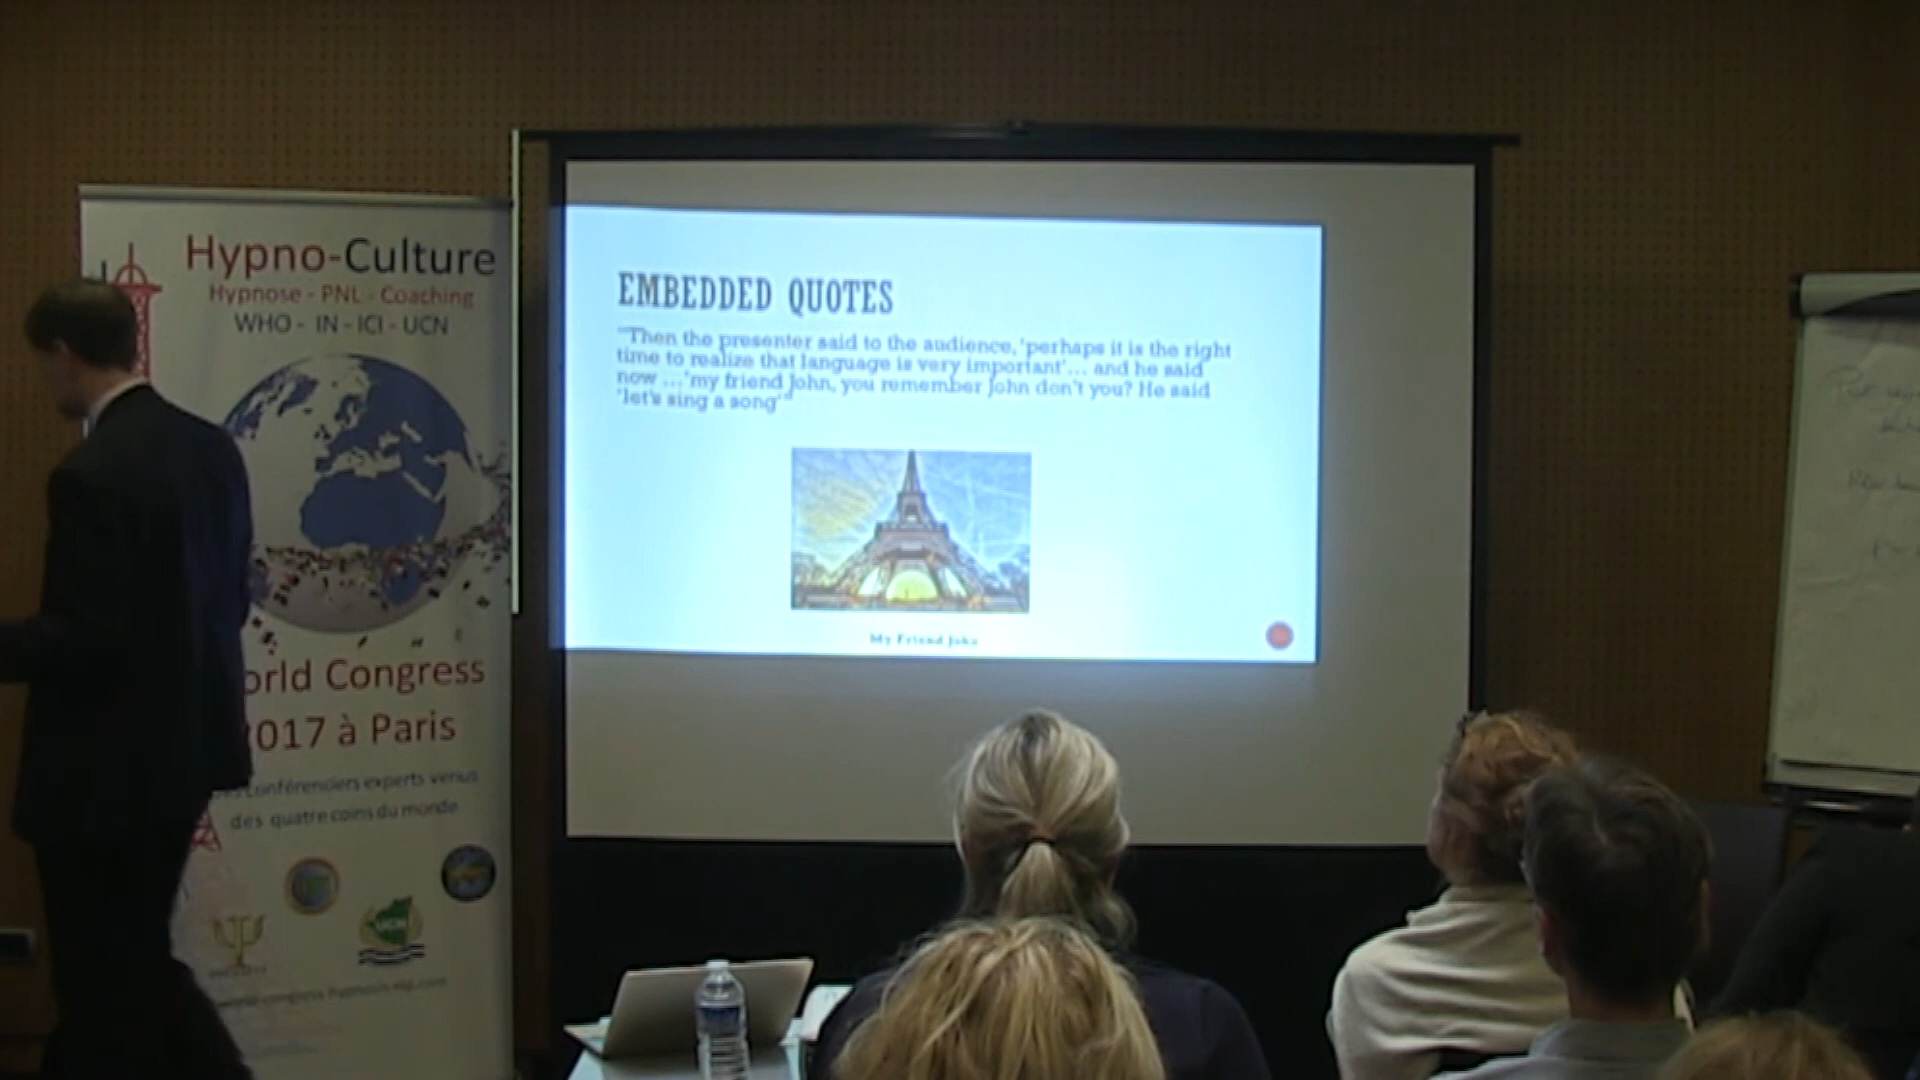 Hypno-Culture
Hypnose - PNL - Coaching
WHO - IN - ICI - UCN
orld Congress
017 à Paris
conférenciers experts venus
des quatre coins du monde
UCN
EMBEDDED QUOTES
"Then the presenter said to the audience, 'perhaps it is the right
time to realize that language is very important'... and he said
now ...'my friend John, you remember John don't you? He said
'let's sing a song'"
My Friend John